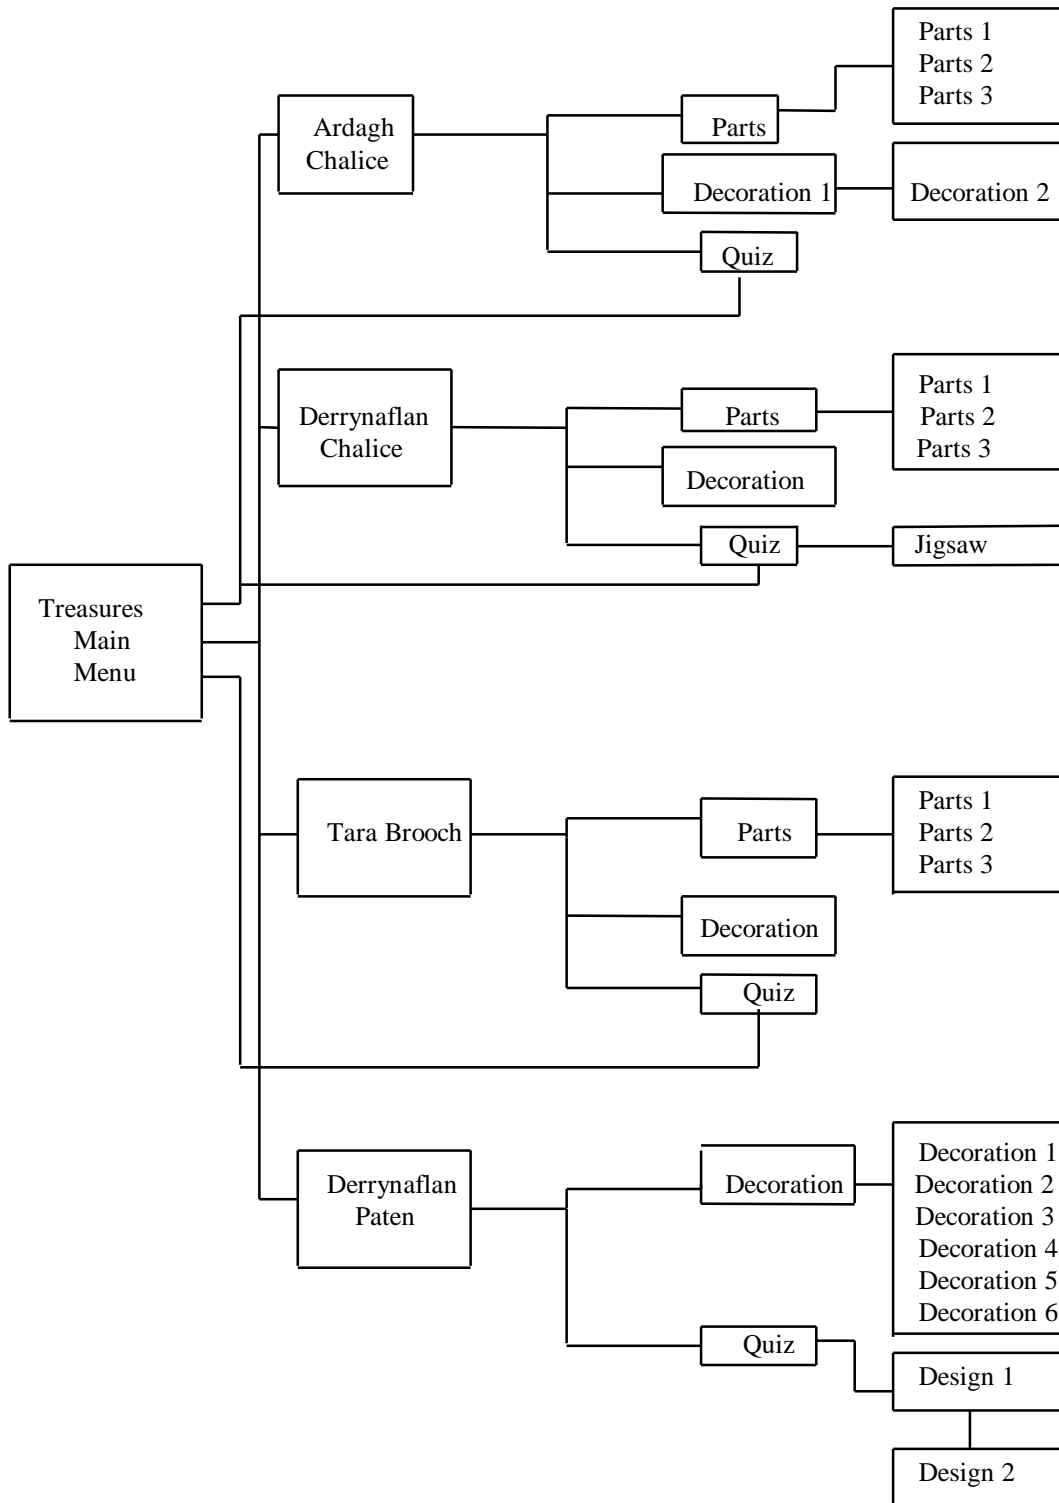 Parts 1
Parts 2
Parts 3
Ardagh
Chalice
Parts
Decoration 1
Decoration 2
Quiz
Derrynaflan
Chalice
Parts
Parts 1
Parts 2
Parts 3
Decoration
Quiz
Jigsaw
Treasures
Main
Menu
Tara Brooch
Parts
Parts 1
Parts 2
Parts 3
Decoration
Quiz
Derrynaflan
Paten
Decoration
Decoration 1
Decoration 2
Decoration 3
Decoration 4
Decoration 5
Decoration 6
Quiz
Design 1
Design 2